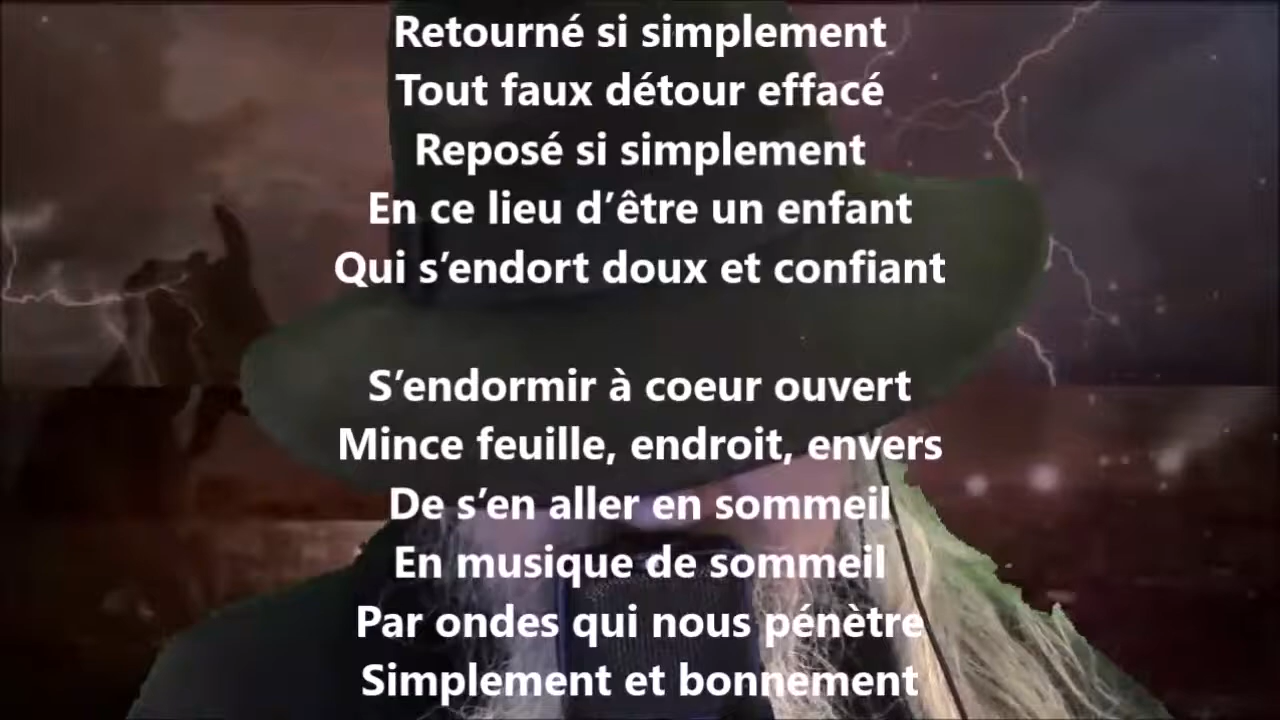 Retourné si simplement
Tout faux détour effacé
Reposé si simplement
En ce lieu d’être un enfant
Qui s’endort doux et confiant
S’endormir à coeur ouvert
Mince feuille, endroit, envers
De s’en aller en sommeil
En musique de sommeil
Par ondes qui nous pénètre
Simplement et bonnement